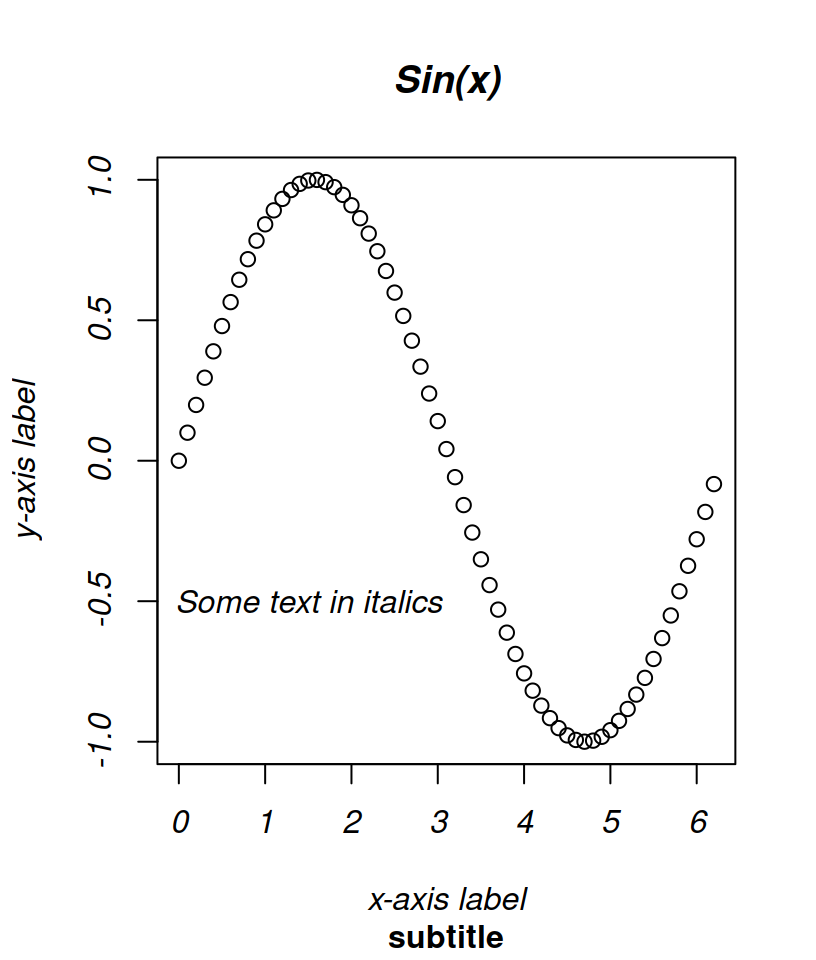 Sin(x)
y-axis label
1.0
0.5
0.0
-0.5
-1.0
Some text in italics
0 1 2 3 4 5 6
x-axis label
subtitle